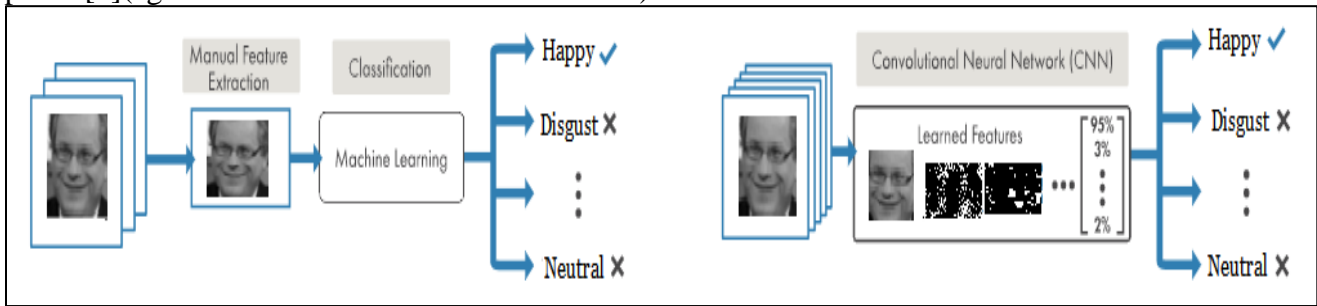 Manual Feature
Extraction
Classification
Machine Learning
Happy ✓
Disgust ✕
⋮
Neutral ✕
Convolutional Neural Network (CNN)
Learned Features
95%
3%
⋮
2%
Happy ✓
Disgust ✕
⋮
Neutral ✕